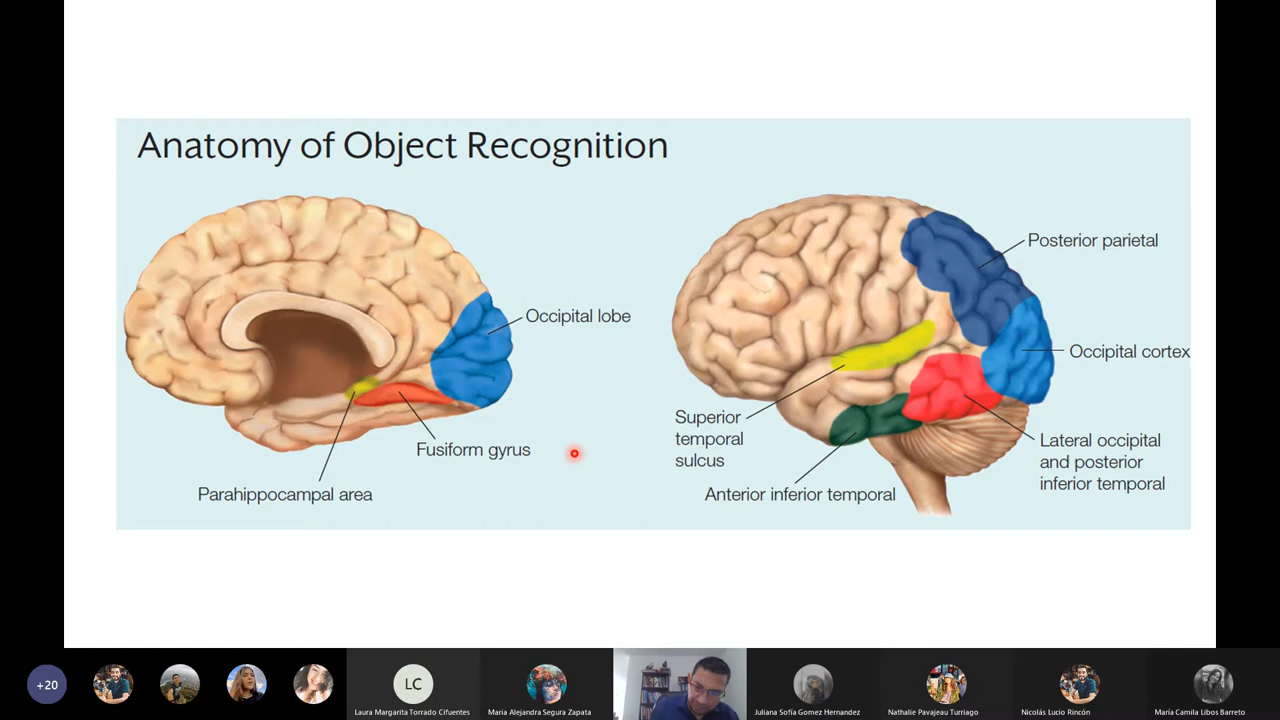 Anatomy of Object Recognition
Occipital lobe
Fusiform gyrus
Parahippocampal area
Posterior parietal
Occipital cortex
Superior
temporal
sulcus
Anterior inferior temporal
Lateral occipital
and posterior
inferior temporal
+20
LC
Laura Margarita Torrado Cifuentes
Maria Alejandra Segura Zapata
Juliana Sofía Gomez Hernandez
Nathalie Pavajeau Turriago
Nicolás Lucio Rincón
María Camila Libos Barreto